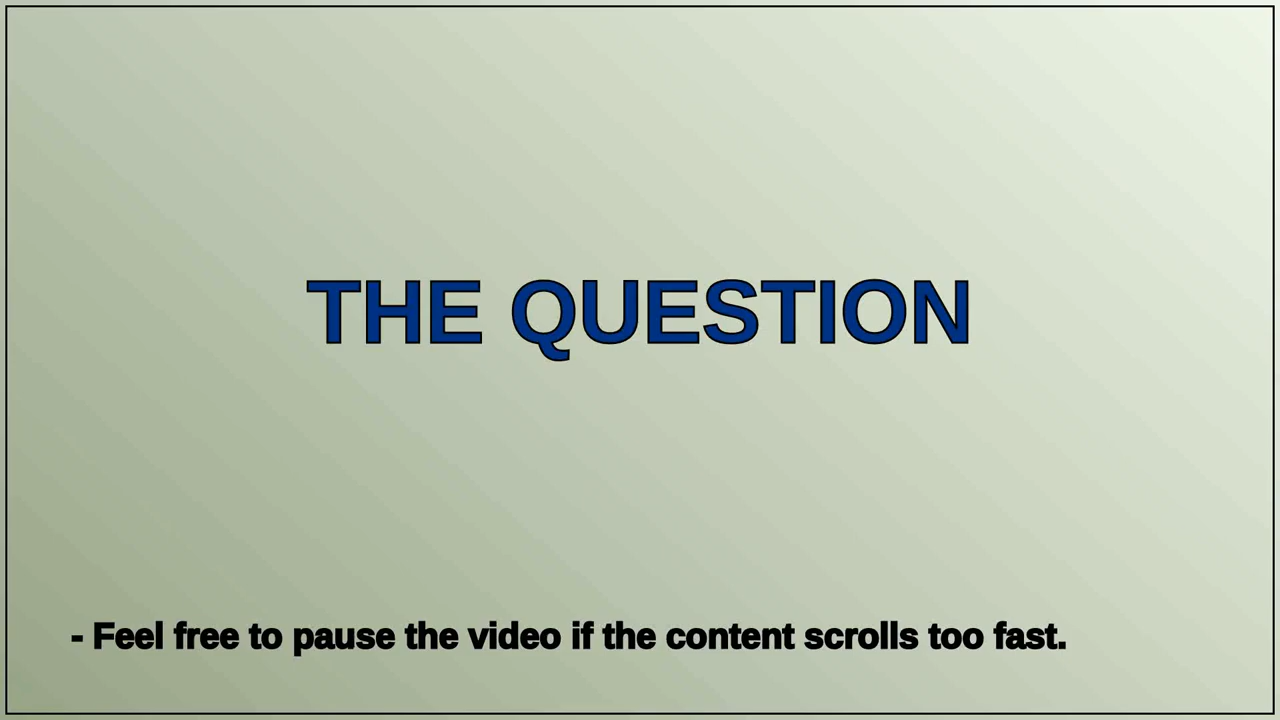 THE QUESTION
- Feel free to pause the video if the content scrolls too fast.